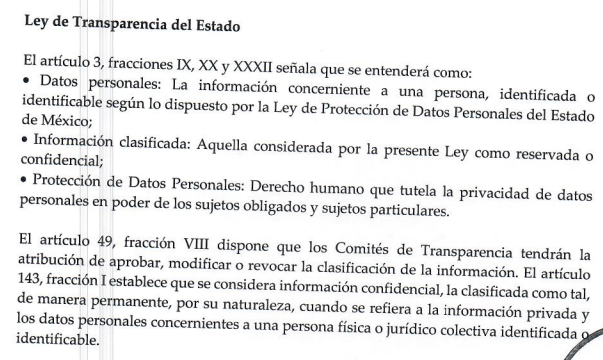 Ley de Transparencia del Estado
El artículo 3, fracciones IX, XX y XXXII señala que se entenderá como:
• Datos personales: La información concerniente a una persona, identificada o
identificable según lo dispuesto por la Ley de Protección de Datos Personales del Estado
de México;
• Información clasificada: Aquella considerada por la presente Ley como reservada o
confidencial;
• Protección de Datos Personales: Derecho humano que tutela la privacidad de datos
personales en poder de los sujetos obligados y sujetos particulares.
El artículo 49, fracción VIII dispone que los Comités de Transparencia tendrán la
atribución de aprobar, modificar o revocar la clasificación de la información. El artículo
143, fracción I establece que se considera información confidencial, la clasificada como tal,
de manera permanente, por su naturaleza, cuando se refiera a la información privada y
los datos personales concernientes a una persona física o jurídico colectiva identificada o
identificable.